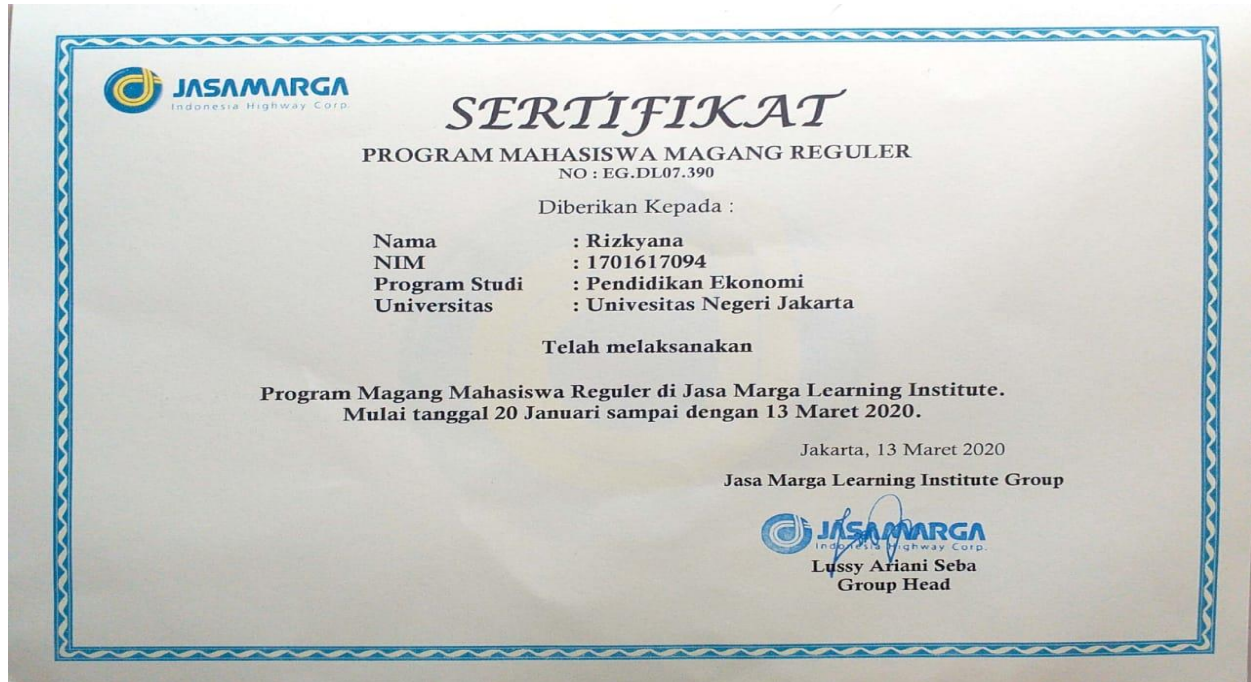 JASAMARGA
Indonesia Highway Corp.
SERTIFIKAT
PROGRAM MAHASISWA MAGANG REGULER
NO : EG.DL07.390
Diberikan Kepada :
Nama : Rizkyana
NIM : 1701617094
Program Studi : Pendidikan Ekonomi
Universitas : Univesitas Negeri Jakarta
Telah melaksanakan
Program Magang Mahasiswa Reguler di Jasa Marga Learning Institute.
Mulai tanggal 20 Januari sampai dengan 13 Maret 2020.
Jakarta, 13 Maret 2020
Jasa Marga Learning Institute Group
JASAMARGA
Indonesia Highway Corp.
Lussy Ariani Seba
Group Head